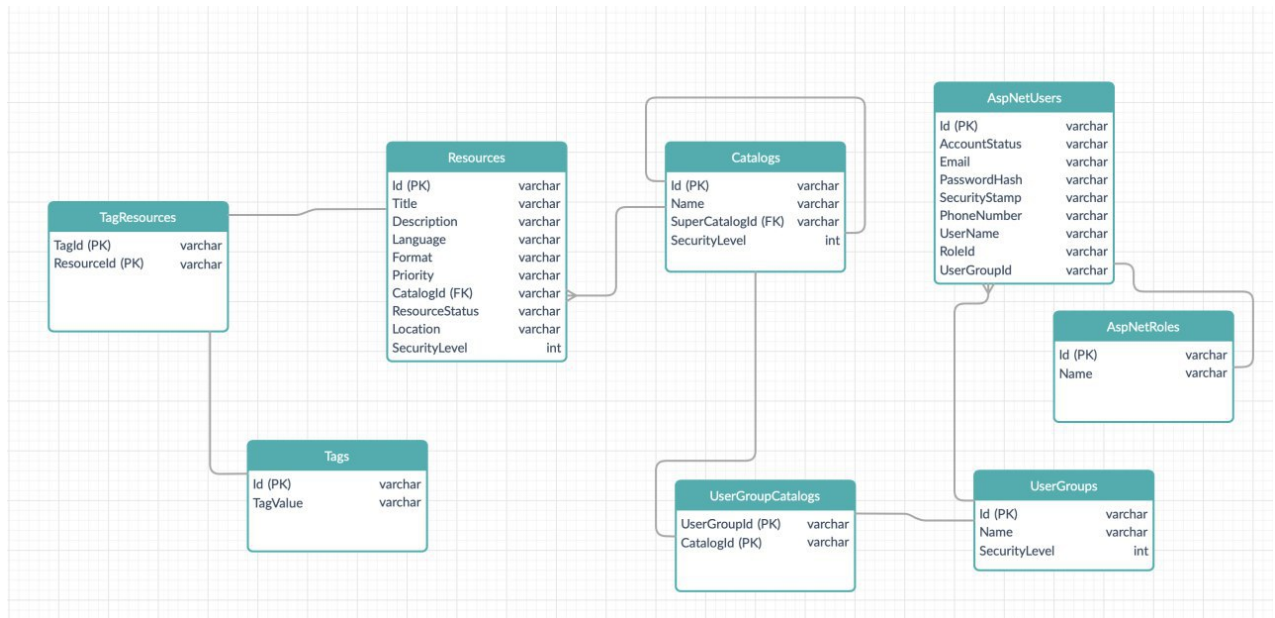 TagResources
TagId (PK) varchar
ResourceId (PK) varchar
Resources
Id (PK) varchar
Title varchar
Description varchar
Language varchar
Format varchar
Priority varchar
CatalogId (FK) varchar
ResourceStatus varchar
Location varchar
SecurityLevel int
Tags
Id (PK) varchar
TagValue varchar
Catalogs
Id (PK) varchar
Name varchar
SuperCatalogId (FK) varchar
SecurityLevel int
UserGroupCatalogs
UserGroupId (PK) varchar
CatalogId (PK) varchar
AspNetUsers
Id (PK) varchar
AccountStatus varchar
Email varchar
PasswordHash varchar
SecurityStamp varchar
PhoneNumber varchar
UserName varchar
RoleId varchar
UserGroupId varchar
AspNetRoles
Id (PK) varchar
Name varchar
UserGroups
Id (PK) varchar
Name varchar
SecurityLevel int